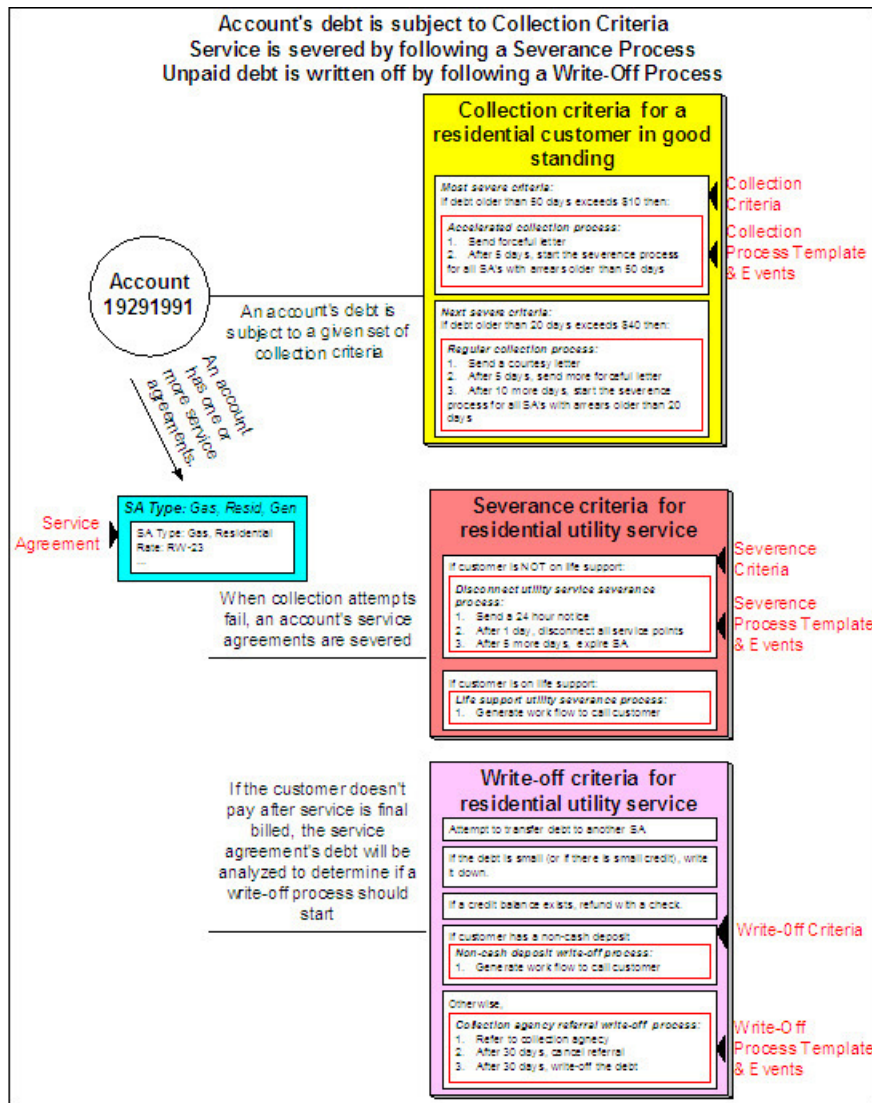 Account's debt is subject to Collection Criteria
Service is severed by following a Severance Process
Unpaid debt is written off by following a Write-Off Process
Collection criteria for a
residential customer in good
standing
Most severe criteria:
If debt older than 50 days exceeds $10 then:
Accelerated collection process:
1. Send forceful letter
2. After 5 days, start the severence process
for all SA's with arrears older than 50 days
Collection
Criteria
Collection
Process Template
& Events
Account
19291991
An account's debt is
subject to a given set of
collection criteria
Next severe criteria:
If debt older than 20 days exceeds $40 then:
Regular collection process:
1. Send a courtesy letter
2. After 5 days, send more forceful letter
3. After 10 more days, start the severence
process for all SA's with arrears older than 20
days
An account
has one or
more service
agreements.
Service
Agreement
SA Type: Gas, Resid, Gen
SA Type: Gas, Residential
Rate: RW-23
...
Severance criteria for
residential utility service
If customer is NOT on life support:
Disconnect utility service severance
process:
1. Send a 24 hour notice
2. After 1 day, disconnect all service points
3. After 5 more days, expire SA
Severence
Criteria
Severence
Process Template
& Events
When collection attempts
fail, an account's service
agreements are severed
If customer is on life support:
Life support utility severance process:
1. Generate work flow to call customer
Write-off criteria for
residential utility service
If the customer doesn't
pay after service is final
billed, the service
agreement's debt will be
analyzed to determine if a
write-off process should
start
Attempt to transfer debt to another SA
If the debt is small (or if there is small credit), write
it down.
If a credit balance exists, refund with a check.
If customer has a non-cash deposit
Non-cash deposit write-off process:
1. Generate work flow to call customer
Write-Off Criteria
Otherwise,
Collection agency referral write-off process:
1. Refer to collection agnecy
2. After 30 days, cancel referral
3. After 30 days, write-off the debt
Write-Off
Process Template
& Events